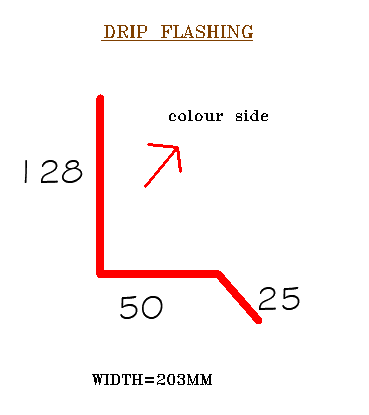 DRIP FLASHING
colour side
128
50
25
WIDTH=203MM